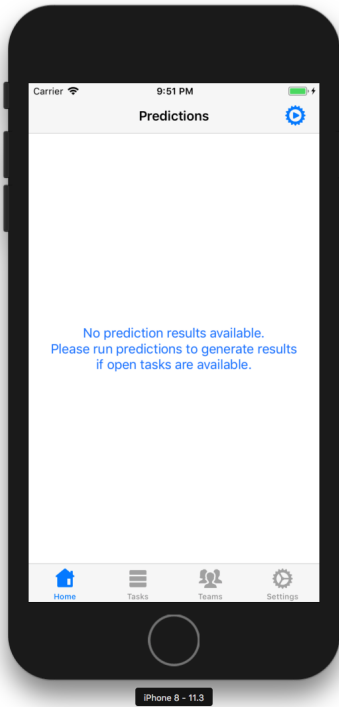 Carrier 9:51 PM
Predictions
No prediction results available.
Please run predictions to generate results
if open tasks are available.
Home Tasks Teams Settings
iPhone 8 - 11.3